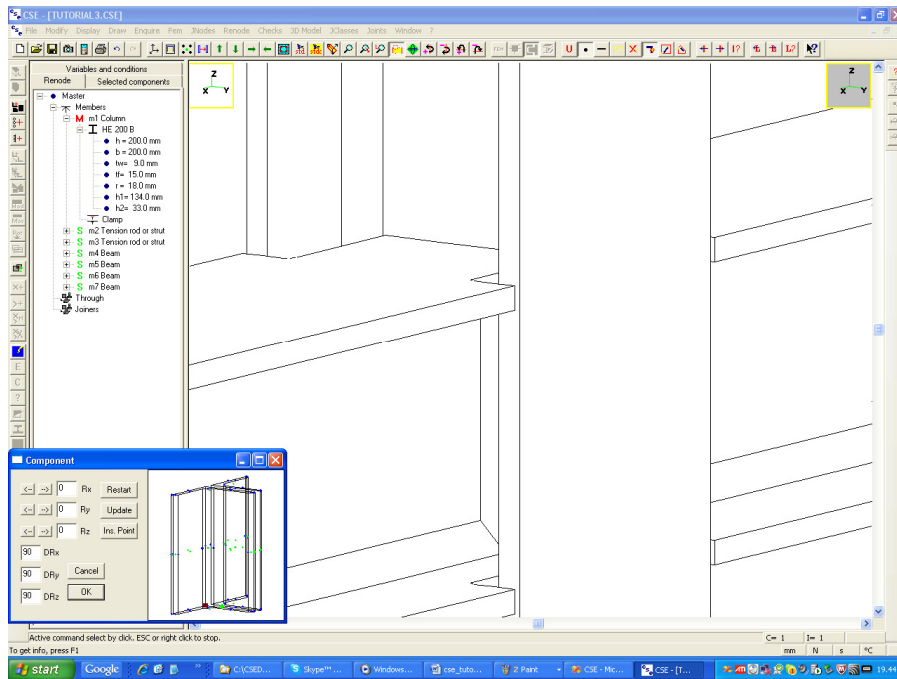 CSE - [TUTORIAL3.CSE]
File Modify Display Draw Enquire Fem JNodes Renode Checks 3D Model JClasses Joints Window ?
Variables and conditions
Renode Selected components
Master
Members
M m1 Column
HE 200 B
h = 200.0 mm
b = 200.0 mm
tw= 9.0 mm
tf= 15.0 mm
r = 18.0 mm
h1= 134.0 mm
h2= 33.0 mm
Clamp
S m2 Tension rod or strut
S m3 Tension rod or strut
S m4 Beam
S m5 Beam
S m6 Beam
S m7 Beam
Through
Joiners
Z
X Y
Z
X Y
Component
<-- --> 0 Rx Restart
<-- --> 0 Ry Update
<-- --> 0 Rz Ins. Point
90 DRx
90 DRy Cancel
90 DRz OK
Active command select by click. ESC or right click to stop.
C= 1 I= 1
To get info, press F1
mm N s °C
start Google C:\CSED... Skype™ ... Windows... cse_tuto... 2 Paint CSE - Mic... CSE - [T... 19.44